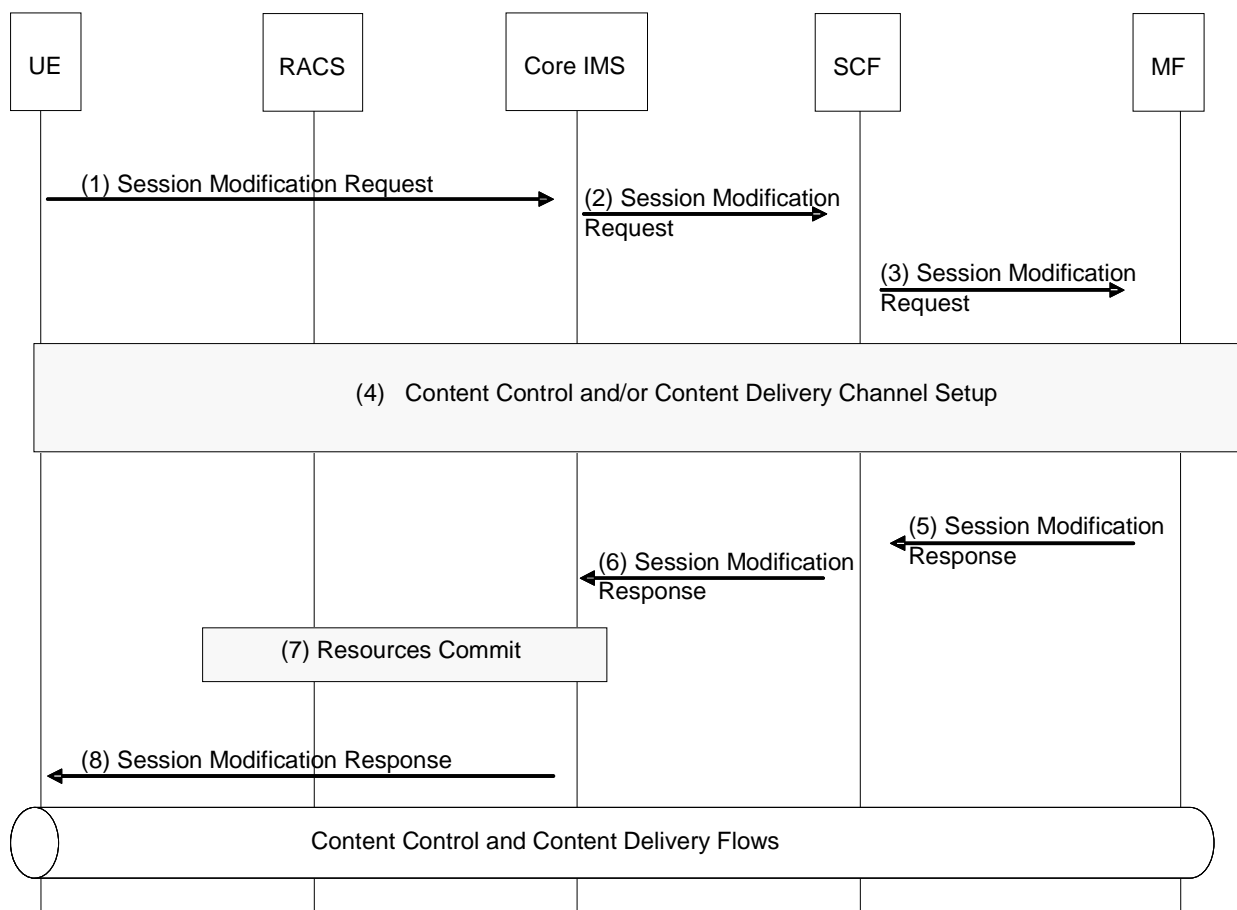 UE
RACS
Core IMS
SCF
MF
(1) Session Modification Request
(2) Session Modification
Request
(3) Session Modification
Request
(4) Content Control and/or Content Delivery Channel Setup
(5) Session Modification
Response
(6) Session Modification
Response
(7) Resources Commit
(8) Session Modification Response
Content Control and Content Delivery Flows